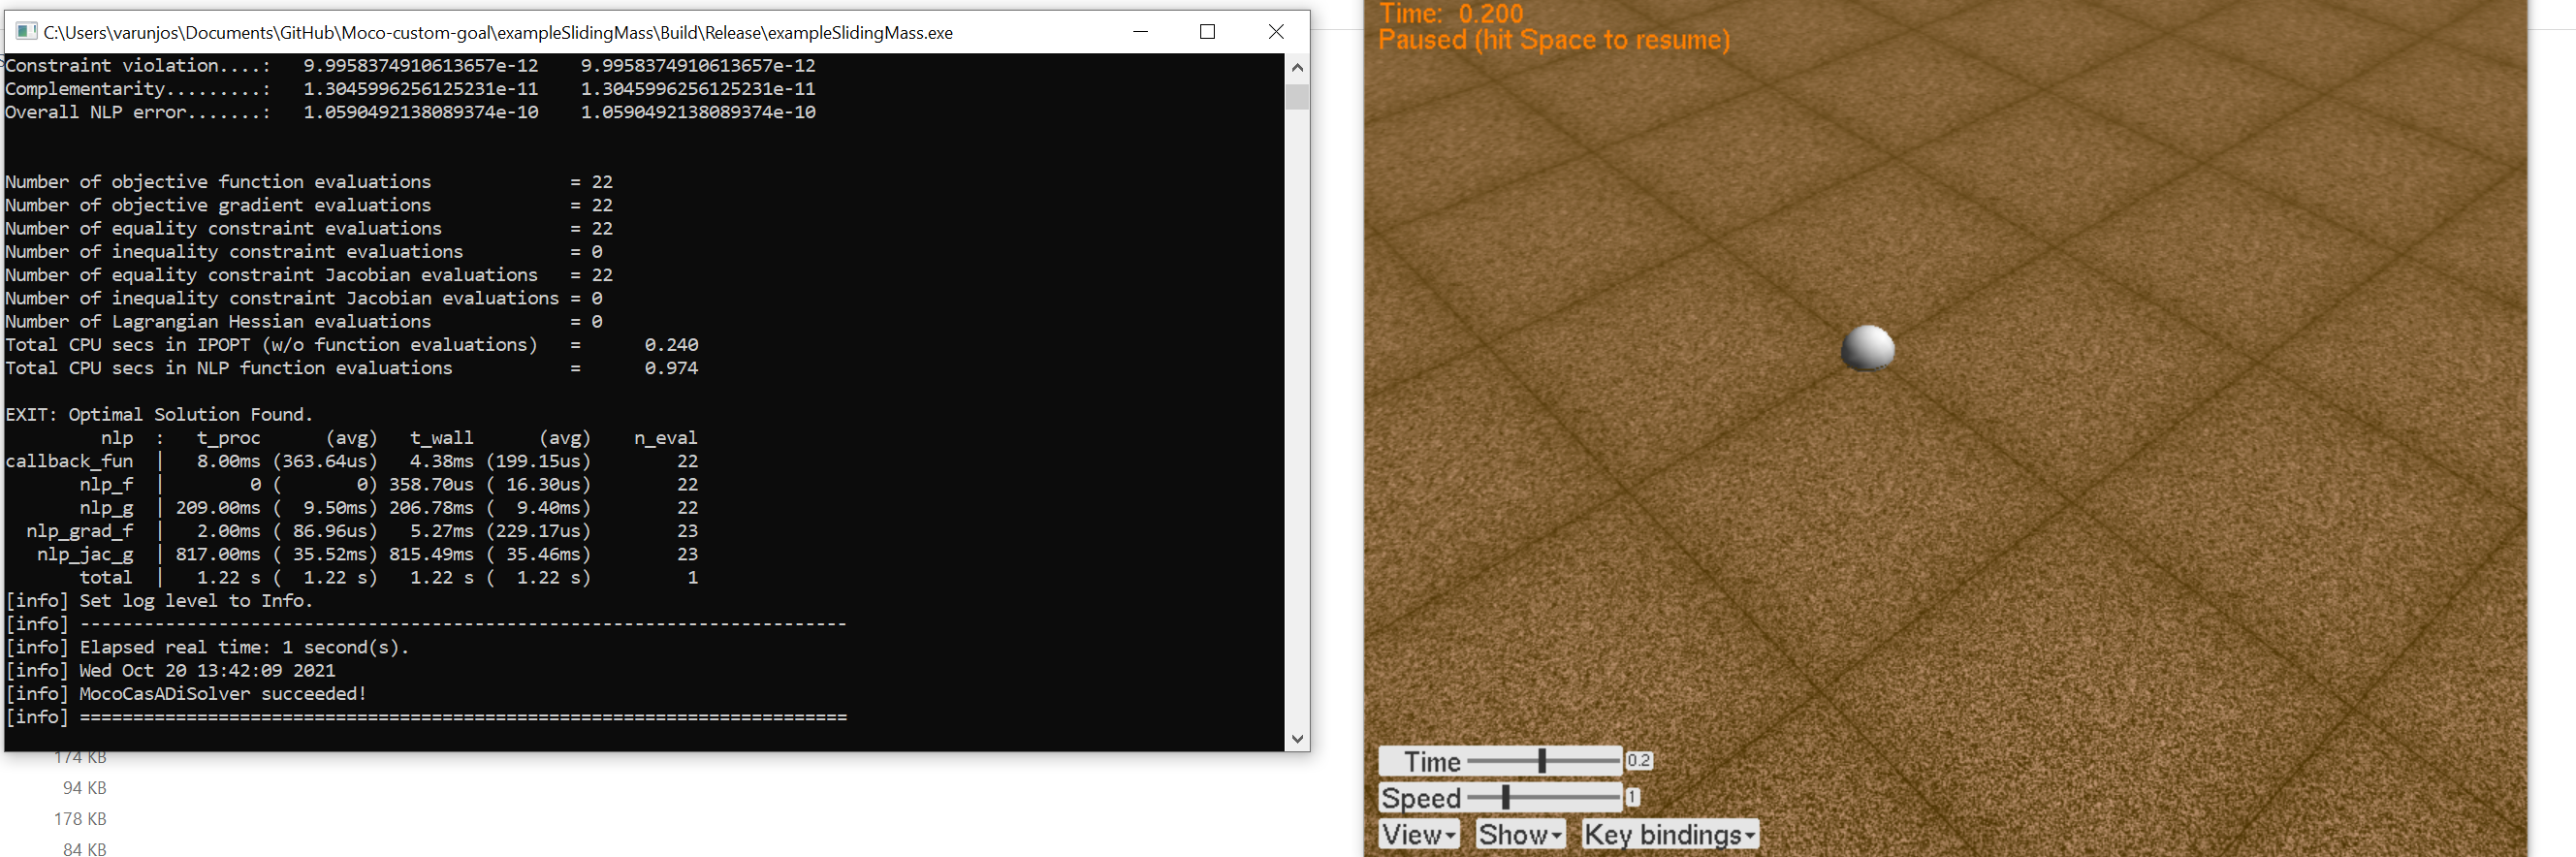 C:\Users\varunjos\Documents\GitHub\Moco-custom-goal\exampleSlidingMass\Build\Release\exampleSlidingMass.exe
Constraint violation....:   9.9958374910613657e-12    9.9958374910613657e-12
Complementarity.........:   1.3045996256125231e-11    1.3045996256125231e-11
Overall NLP error.......:   1.0590492138089374e-10    1.0590492138089374e-10
Number of objective function evaluations             = 22
Number of objective gradient evaluations             = 22
Number of equality constraint evaluations            = 22
Number of inequality constraint evaluations          = 0
Number of equality constraint Jacobian evaluations   = 22
Number of inequality constraint Jacobian evaluations = 0
Number of Lagrangian Hessian evaluations             = 0
Total CPU secs in IPOPT (w/o function evaluations)   =      0.240
Total CPU secs in NLP function evaluations           =      0.974
EXIT: Optimal Solution Found.
         nlp  :   t_proc      (avg)   t_wall      (avg)    n_eval
callback_fun  |   8.00ms (363.64us)   4.38ms (199.15us)        22
       nlp_f  |        0 (       0) 358.70us ( 16.30us)        22
       nlp_g  | 209.00ms (  9.50ms) 206.78ms (  9.40ms)        22
  nlp_grad_f  |   2.00ms ( 86.96us)   5.27ms (229.17us)        23
   nlp_jac_g  | 817.00ms ( 35.52ms) 815.49ms ( 35.46ms)        23
       total  |   1.22 s (  1.22 s)   1.22 s (  1.22 s)         1
[info] Set log level to Info.
[info] ------------------------------------------------------------------------
[info] Elapsed real time: 1 second(s).
[info] Wed Oct 20 13:42:09 2021
[info] MocoCasADiSolver succeeded!
[info] ========================================================================
174 KB
94 KB
178 KB
84 KB
Time:  0.200
Paused (hit Space to resume)
Time 0.2
Speed 1
View Show Key bindings